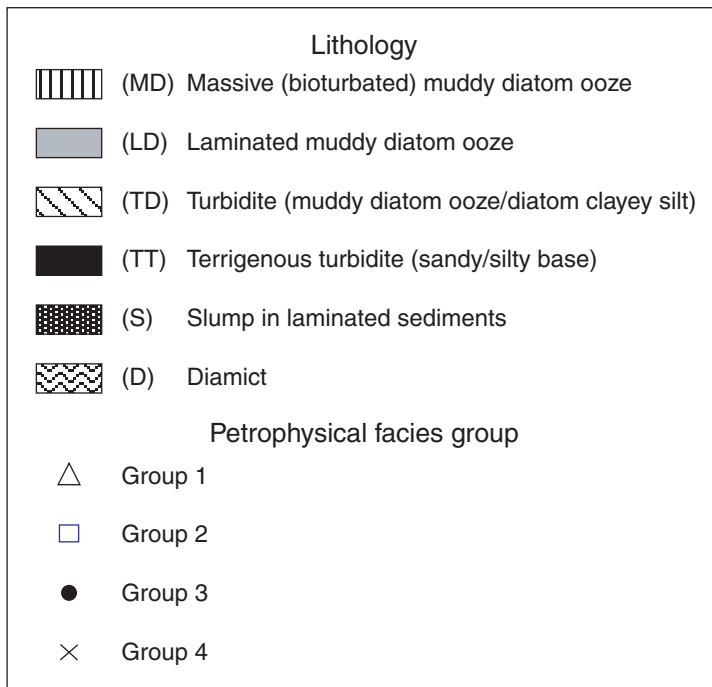 Lithology
(MD) Massive (bioturbated) muddy diatom ooze
(LD) Laminated muddy diatom ooze
(TD) Turbidite (muddy diatom ooze/diatom clayey silt)
(TT) Terrigenous turbidite (sandy/silty base)
(S) Slump in laminated sediments
(D) Diamict
Petrophysical facies group
Group 1
Group 2
Group 3
Group 4